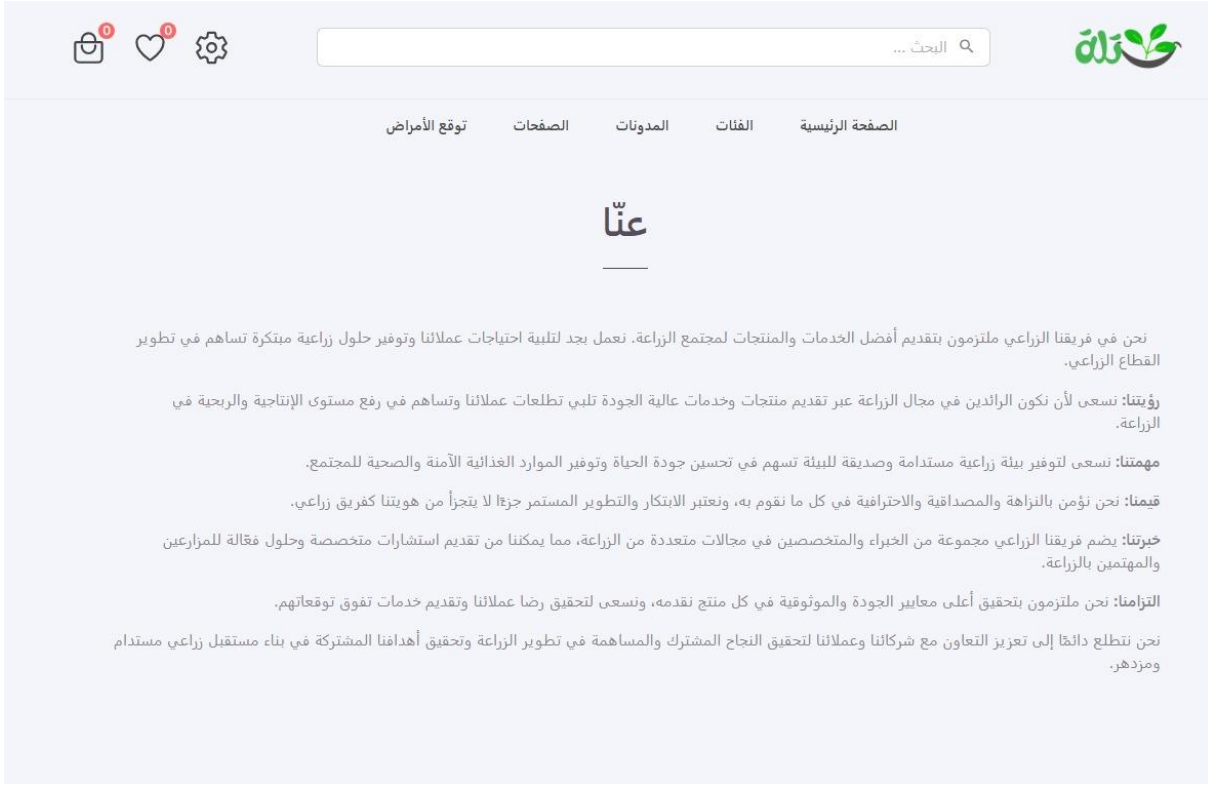 تلة
البحث ...
0
0
الصفحة الرئيسية
الفئات
المدونات
الصفحات
توقع الأمراض
عنّا
نحن في فريقنا الزراعي ملتزمون بتقديم أفضل الخدمات والمنتجات لمجتمع الزراعة. نعمل بجد لتلبية احتياجات عملائنا وتوفير حلول زراعية مبتكرة تساهم في تطوير
القطاع الزراعي.
رؤيتنا: نسعى لأن نكون الرائدين في مجال الزراعة عبر تقديم منتجات وخدمات عالية الجودة تلبي تطلعات عملائنا وتساهم في رفع مستوى الإنتاجية والربحية في
الزراعة.
مهمتنا: نسعى لتوفير بيئة زراعية مستدامة وصديقة للبيئة تسهم في تحسين جودة الحياة وتوفير الموارد الغذائية الآمنة والصحية للمجتمع.
قيمنا: نحن نؤمن بالنزاهة والمصداقية والاحترافية في كل ما نقوم به، ونعتبر الابتكار والتطوير المستمر جزءًا لا يتجزأ من هويتنا كفريق زراعي.
خبرتنا: يضم فريقنا الزراعي مجموعة من الخبراء والمتخصصين في مجالات متعددة من الزراعة، مما يمكننا من تقديم استشارات متخصصة وحلول فعّالة للمزارعين
والمهتمين بالزراعة.
التزامنا: نحن ملتزمون بتحقيق أعلى معايير الجودة والموثوقية في كل منتج نقدمه، ونسعى لتحقيق رضا عملائنا وتقديم خدمات تفوق توقعاتهم.
نحن نتطلع دائمًا إلى تعزيز التعاون مع شركائنا وعملائنا لتحقيق النجاح المشترك والمساهمة في تطوير الزراعة وتحقيق أهدافنا المشتركة في بناء مستقبل زراعي مستدام
ومزدهر.